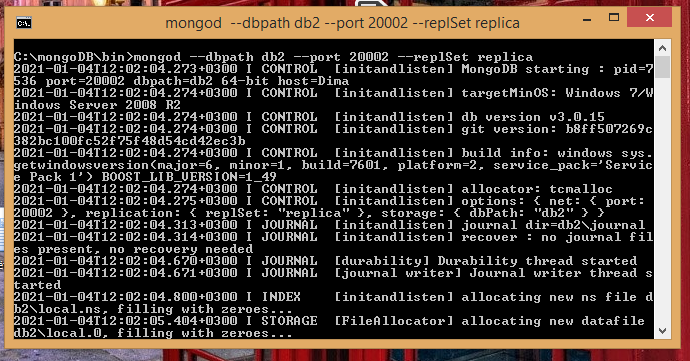 mongod --dbpath db2 --port 20002 --replSet replica
C:\mongoDB\bin>mongod --dbpath db2 --port 20002 --replSet replica
2021-01-04T12:02:04.273+0300 I CONTROL  [initandlisten] MongoDB starting : pid=7
536 port=20002 dbpath=db2 64-bit host=Dima
2021-01-04T12:02:04.274+0300 I CONTROL  [initandlisten] targetMinOS: Windows 7/W
indows Server 2008 R2
2021-01-04T12:02:04.274+0300 I CONTROL  [initandlisten] db version v3.0.15
2021-01-04T12:02:04.274+0300 I CONTROL  [initandlisten] git version: b8ff507269c
382bc100fc52f75f48d54cd42ec3b
2021-01-04T12:02:04.274+0300 I CONTROL  [initandlisten] build info: windows sys.
getwindowsversion(major=6, minor=1, build=7601, platform=2, service_pack='Servic
e Pack 1') BOOST_LIB_VERSION=1_49
2021-01-04T12:02:04.274+0300 I CONTROL  [initandlisten] allocator: tcmalloc
2021-01-04T12:02:04.275+0300 I CONTROL  [initandlisten] options: { net: { port:
20002 }, replication: { replSet: "replica" }, storage: { dbPath: "db2" } }
2021-01-04T12:02:04.313+0300 I JOURNAL  [initandlisten] journal dir=db2\journal
2021-01-04T12:02:04.314+0300 I JOURNAL  [initandlisten] recover : no journal fil
es present, no recovery needed
2021-01-04T12:02:04.670+0300 I JOURNAL  [durability] Durability thread started
2021-01-04T12:02:04.671+0300 I JOURNAL  [journal writer] Journal writer thread s
tarted
2021-01-04T12:02:04.800+0300 I INDEX    [initandlisten] allocating new ns file d
b2\local.ns, filling with zeroes...
2021-01-04T12:02:05.404+0300 I STORAGE  [FileAllocator] allocating new datafile
db2\local.0, filling with zeroes...